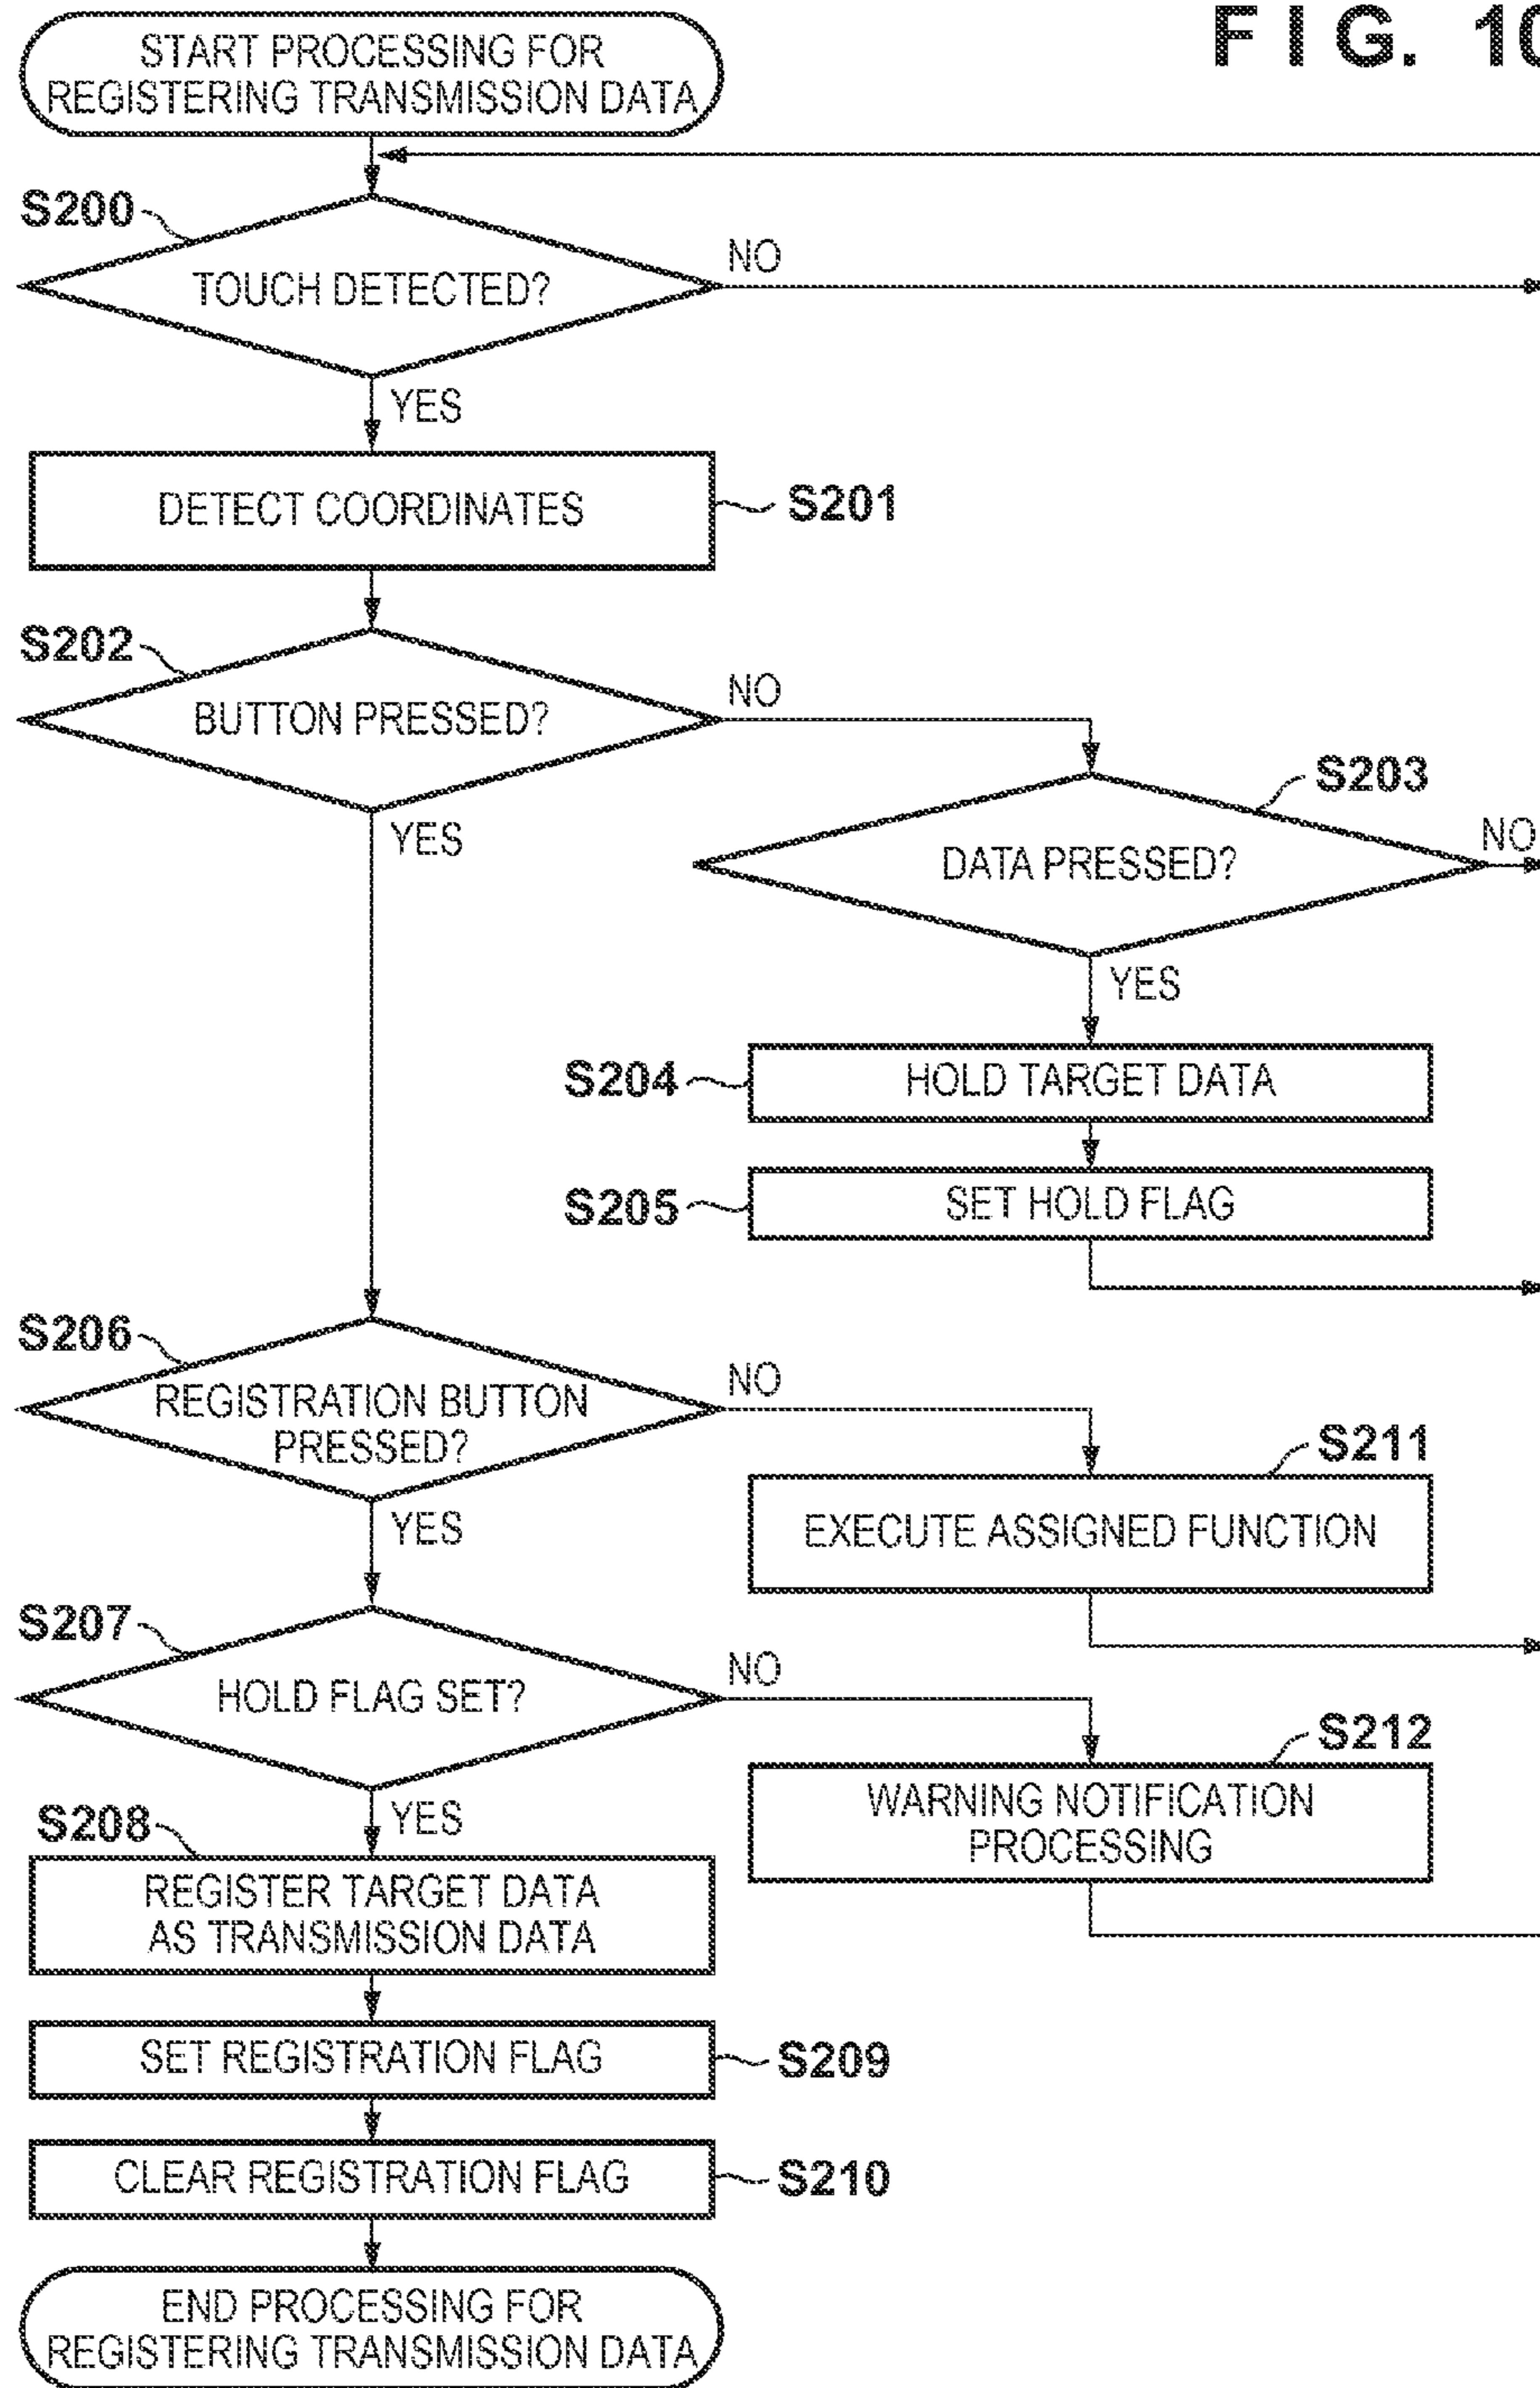 FIG. 10
START PROCESSING FOR
REGISTERING TRANSMISSION DATA
S200
TOUCH DETECTED?
NO
YES
DETECT COORDINATES
S201
S202
BUTTON PRESSED?
NO
YES
S203
DATA PRESSED?
NO
YES
S204
HOLD TARGET DATA
S205
SET HOLD FLAG
S206
REGISTRATION BUTTON
PRESSED?
NO
YES
S211
EXECUTE ASSIGNED FUNCTION
S207
HOLD FLAG SET?
NO
YES
S212
WARNING NOTIFICATION
PROCESSING
S208
REGISTER TARGET DATA
AS TRANSMISSION DATA
SET REGISTRATION FLAG
S209
CLEAR REGISTRATION FLAG
S210
END PROCESSING FOR
REGISTERING TRANSMISSION DATA